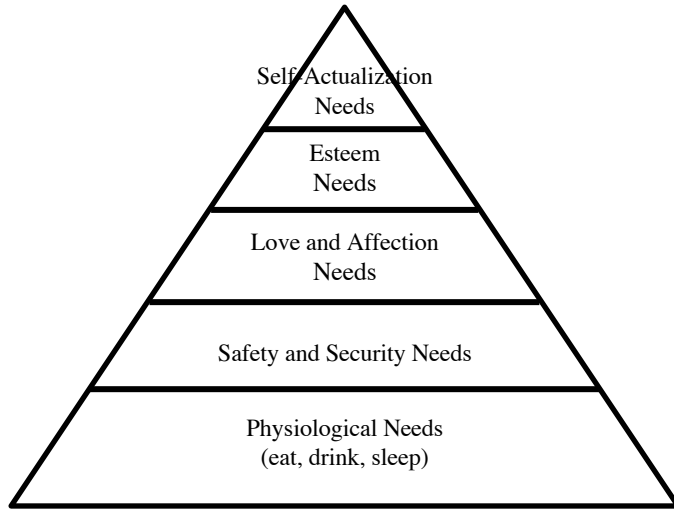 Self-Actualization
Needs
Esteem
Needs
Love and Affection
Needs
Safety and Security Needs
Physiological Needs
(eat, drink, sleep)